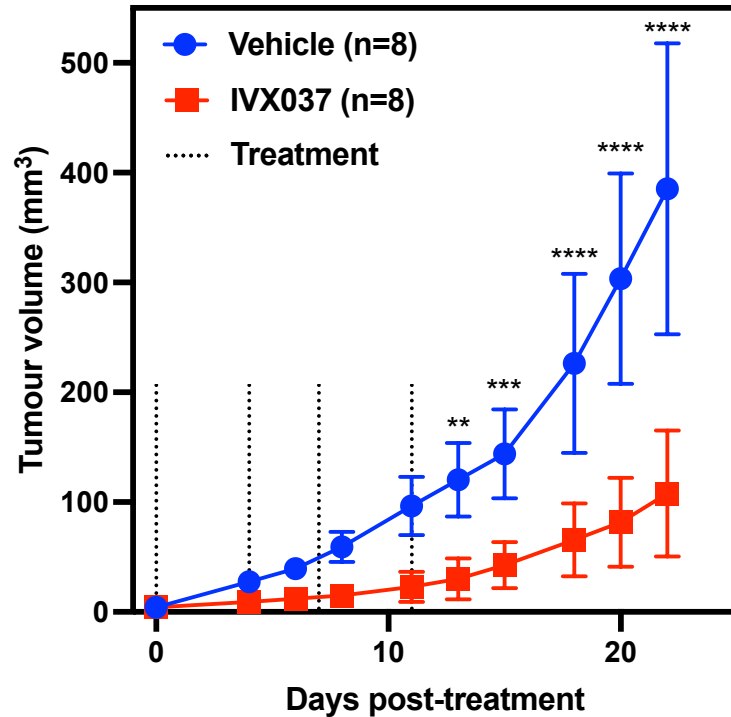 Vehicle (n=8)
IVX037 (n=8)
Treatment
****
****
****
***
**
500
400
300
200
100
0
Tumour volume (mm³)
0 10 20
Days post-treatment